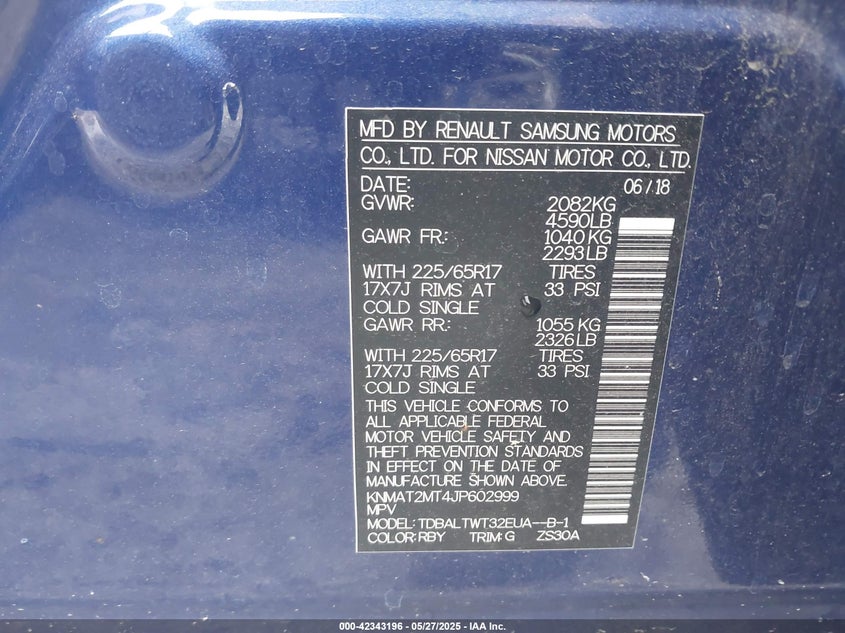 MFD BY RENAULT SAMSUNG MOTORS
CO., LTD. FOR NISSAN MOTOR CO., LTD.
DATE: 06/18
GVWR: 2082KG
4590LB
GAWR FR: 1040 KG
2293 LB
WITH 225/65R17 TIRES
17X7J RIMS AT 33 PSI
COLD SINGLE
GAWR RR: 1055 KG
2326 LB
WITH 225/65R17 TIRES
17X7J RIMS AT 33 PSI
COLD SINGLE
THIS VEHICLE CONFORMS TO
ALL APPLICABLE FEDERAL
MOTOR VEHICLE SAFETY AND
THEFT PREVENTION STANDARDS
IN EFFECT ON THE DATE OF
MANUFACTURE SHOWN ABOVE.
KNMAT2MT4JP602999
MPV
MODEL: TDBALTWT32EUA--B-1
COLOR:RBY TRIM:G ZS30A
000-42343196 - 05/27/2025 - IAA Inc.